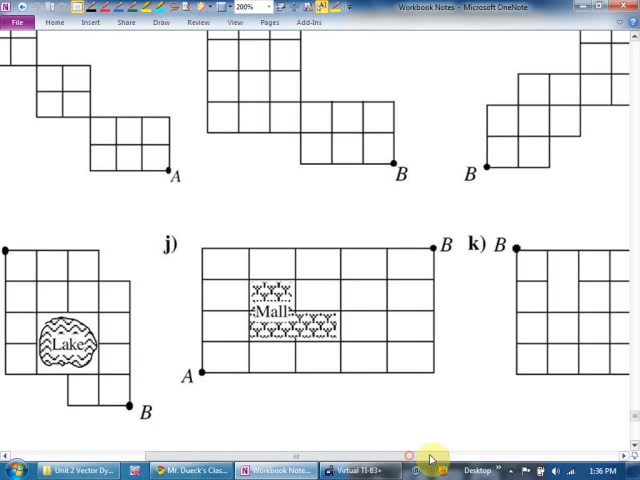 Workbook Notes - Microsoft OneNote
200%
File Home Insert Share Draw Review View Pages Add-Ins
A
B
B
j) B k) B
Lake
B
Mall
A
Unit 2 Vector Dy... Mr. Dueck's Clas... Workbook Note... Virtual TI-83+ Desktop 1:36 PM